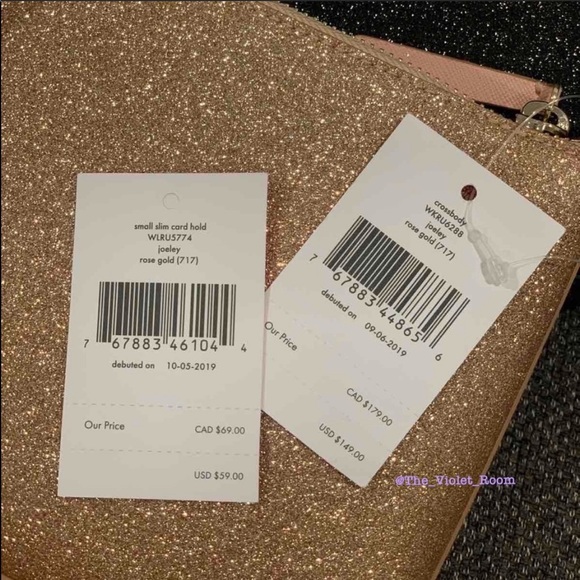 small slim card hold
WLRU5774
joeley
rose gold (717)
7 67883 46104 4
debuted on 10-05-2019
Our Price CAD $69.00
USD $59.00
crossbody
WKRU6288
joeley
rose gold (717)
7 67883 44865 6
debuted on 09-06-2019
Our Price
CAD $179.00
USD $149.00
@The_Violet_Room